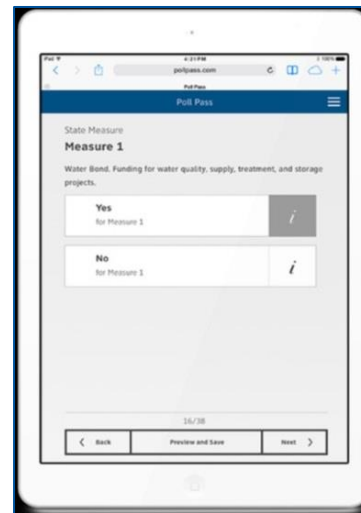 iPad
4:21 PM
100%
pollpass.com
Poll Pass
Poll Pass
State Measure
Measure 1
Water Bond. Funding for water quality, supply, treatment, and storage
projects.
Yes
for Measure 1
i
No
for Measure 1
i
16/38
Back
Preview and Save
Next